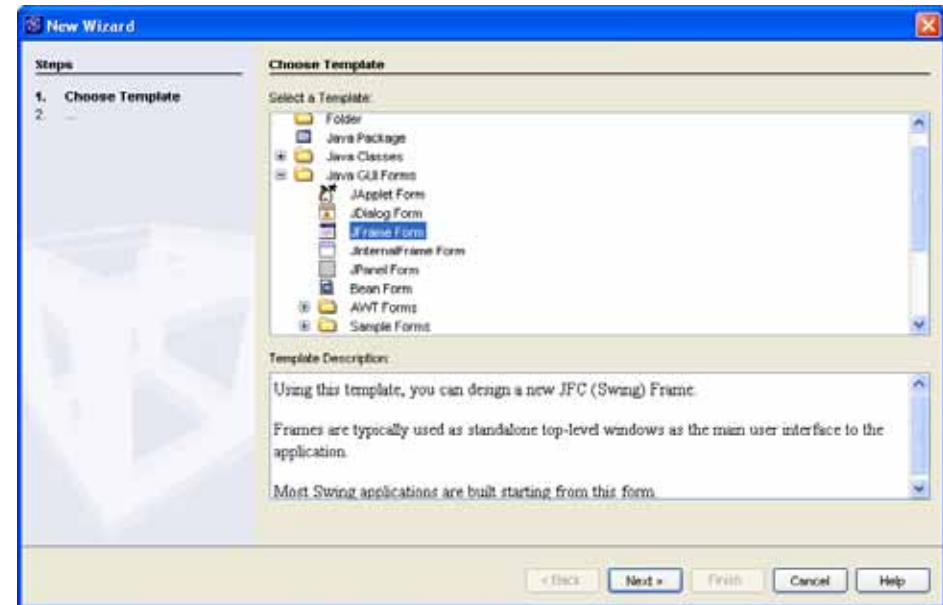 New Wizard
Steps
1. Choose Template
2. ...
Choose Template
Select a Template:
Folder
Java Package
Java Classes
Java GUI Forms
JApplet Form
JDialog Form
JFrame Form
JInternalFrame Form
JPanel Form
Bean Form
AWT Forms
Sample Forms
Template Description:
Using this template, you can design a new JFC (Swing) Frame.
Frames are typically used as standalone top-level windows as the main user interface to the
application.
Most Swing applications are built starting from this form.
< Back Next > Finish Cancel Help